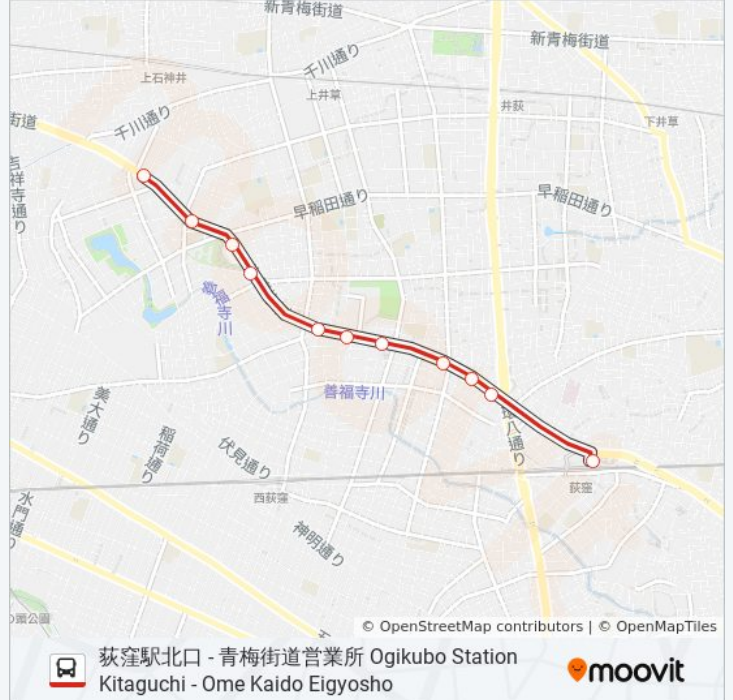 新青梅街道
新青梅街道
千川通り
上石神井
上井草
井荻
街道
千川通り
下井草
吉祥寺通り
早稲田通り
早稲田通り
善福寺川
善福寺川
美大通り
環八通り
稲荷通り
伏見通り
荻窪
西荻窪
水門通り
神明通り
の頭公園
© OpenStreetMap contributors | © OpenMapTiles
荻窪駅北口 - 青梅街道営業所 Ogikubo Station
Kitaguchi - Ome Kaido Eigyosho
moovit